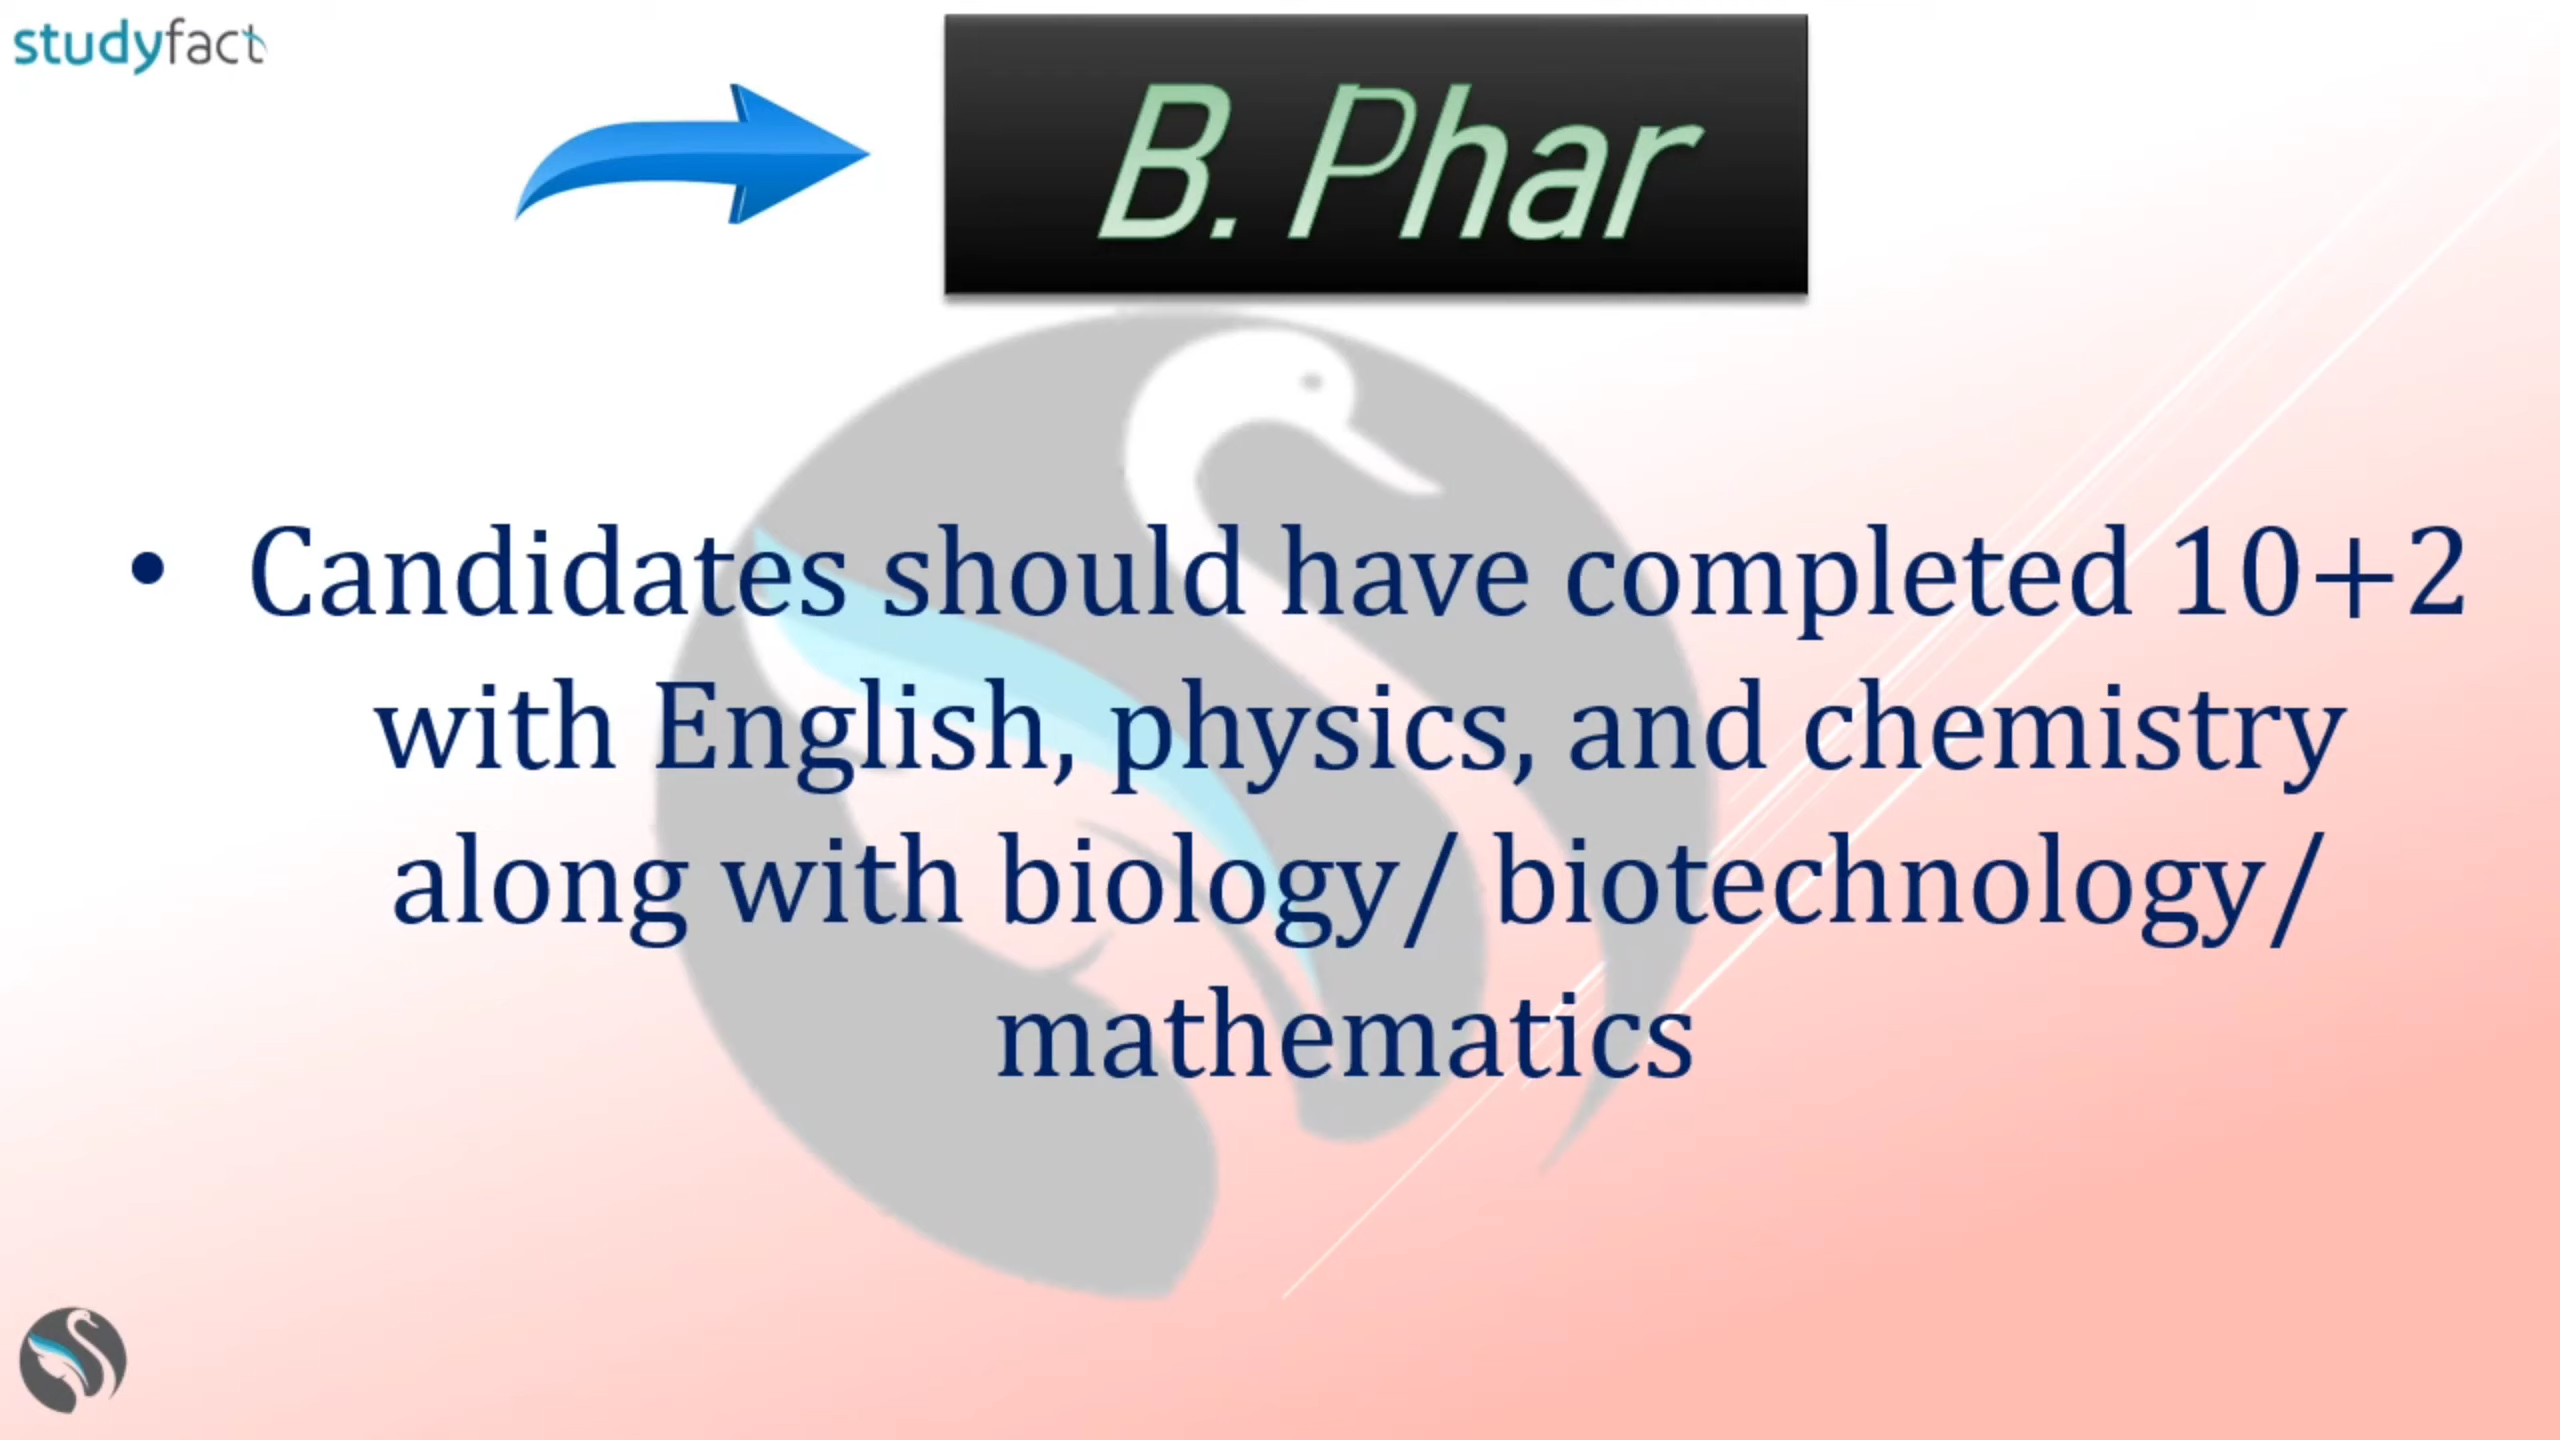 studyfact
B. Phar
• Candidates should have completed 10+2
with English, physics, and chemistry
along with biology/ biotechnology/
mathematics